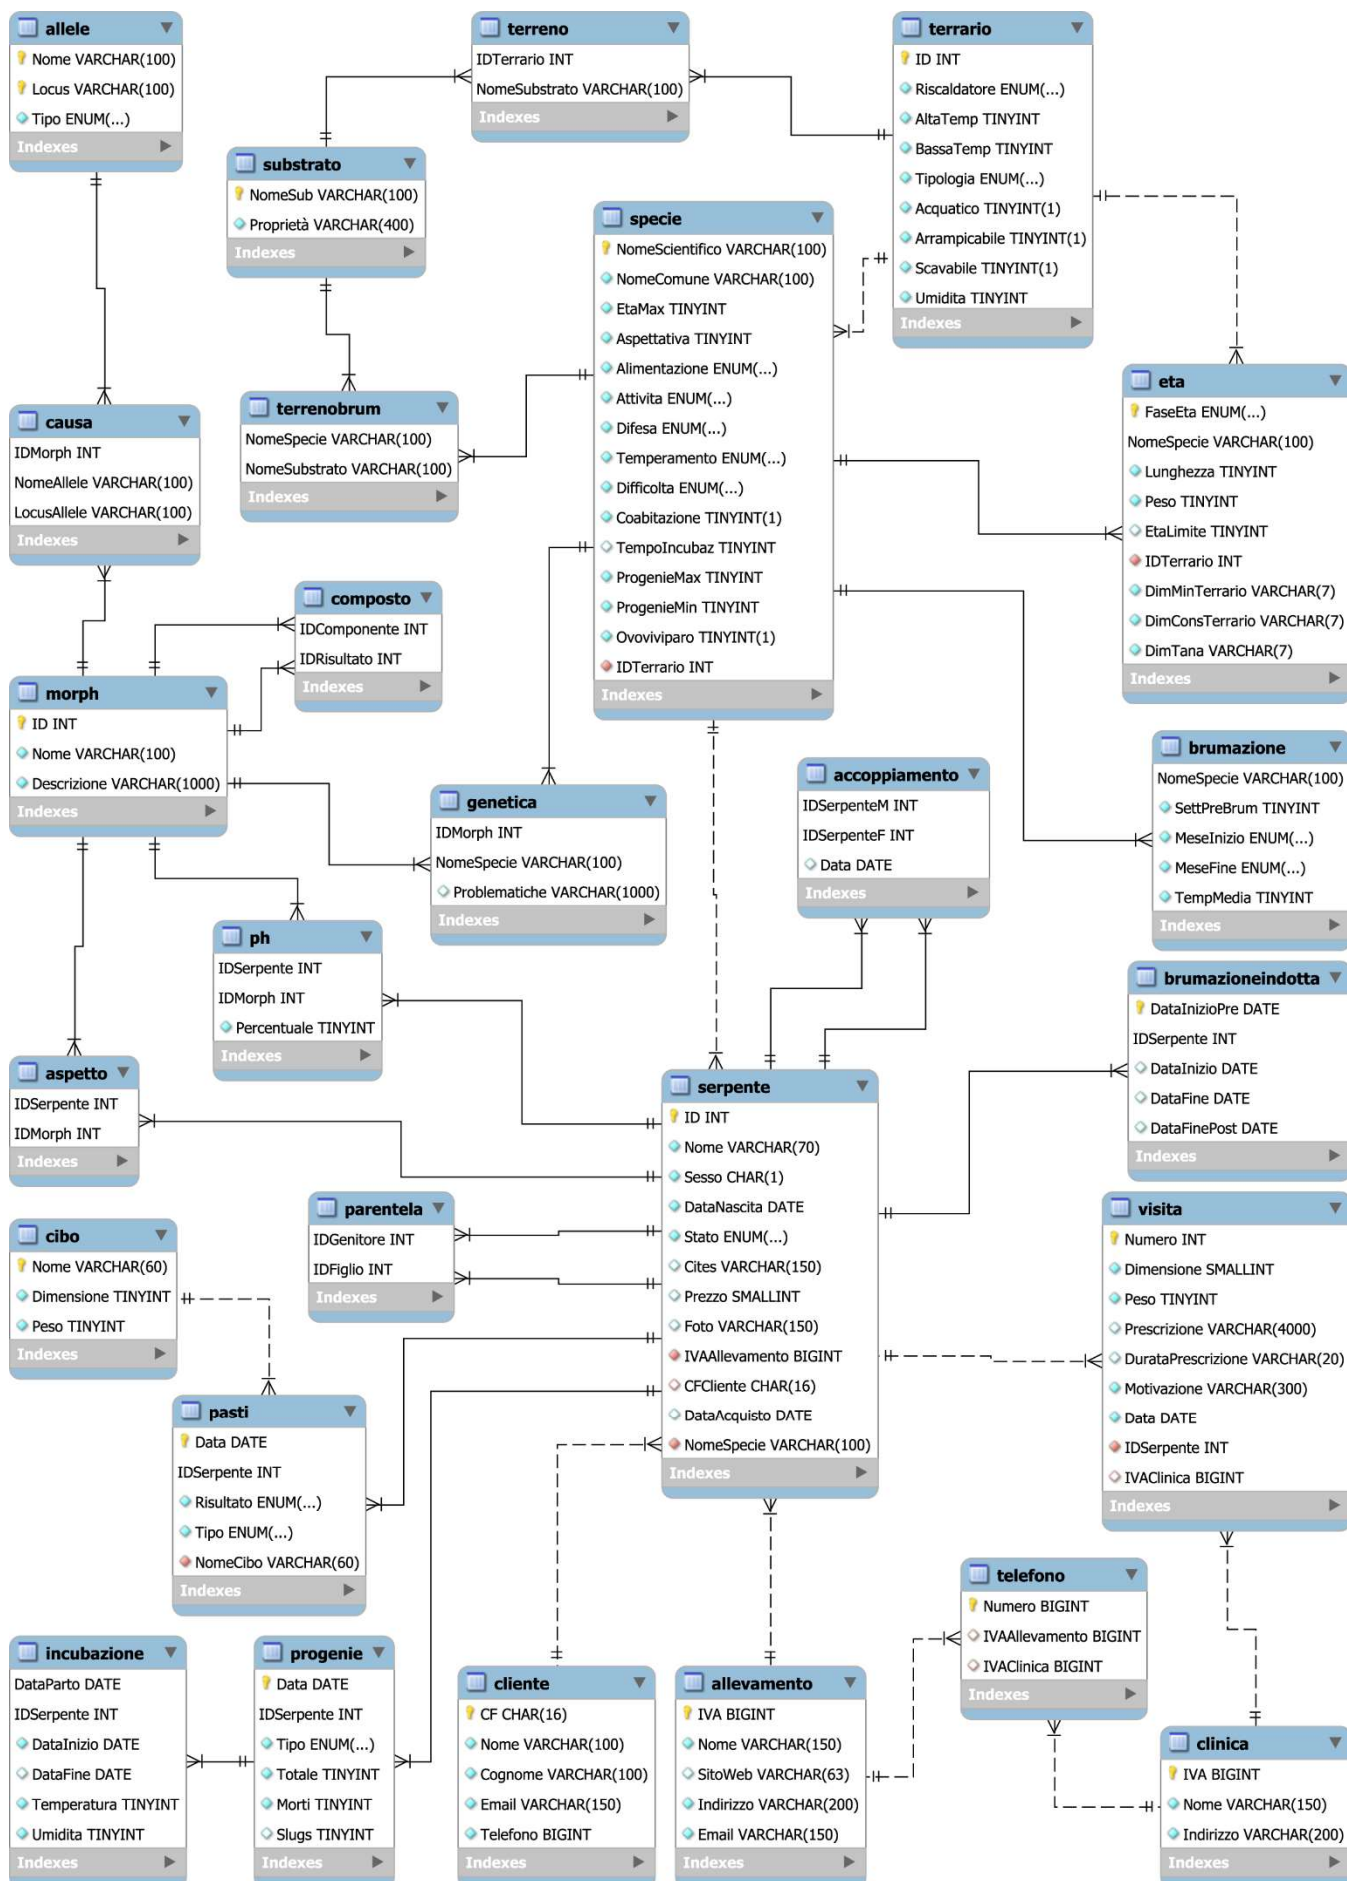 allele
Nome VARCHAR(100)
Locus VARCHAR(100)
Tipo ENUM(...)
Indexes
terreno
IDTerrario INT
NomeSubstrato VARCHAR(100)
Indexes
terrario
ID INT
Riscaldatore ENUM(...)
AltaTemp TINYINT
BassaTemp TINYINT
Tipologia ENUM(...)
Acquatico TINYINT(1)
Arrampicabile TINYINT(1)
Scavabile TINYINT(1)
Umidita TINYINT
Indexes
substrato
NomeSub VARCHAR(100)
Proprietà VARCHAR(400)
Indexes
specie
NomeScientifico VARCHAR(100)
NomeComune VARCHAR(100)
EtaMax TINYINT
Aspettativa TINYINT
Alimentazione ENUM(...)
Attivita ENUM(...)
Difesa ENUM(...)
Temperamento ENUM(...)
Difficolta ENUM(...)
Coabitazione TINYINT(1)
TempoIncubaz TINYINT
ProgenieMax TINYINT
ProgenieMin TINYINT
Ovoviviparo TINYINT(1)
IDTerrario INT
Indexes
eta
FaseEta ENUM(...)
NomeSpecie VARCHAR(100)
Lunghezza TINYINT
Peso TINYINT
EtaLimite TINYINT
IDTerrario INT
DimMinTerrario VARCHAR(7)
DimConsTerrario VARCHAR(7)
DimTana VARCHAR(7)
Indexes
terrenobrum
NomeSpecie VARCHAR(100)
NomeSubstrato VARCHAR(100)
Indexes
causa
IDMorph INT
NomeAllele VARCHAR(100)
LocusAllele VARCHAR(100)
Indexes
composto
IDComponente INT
IDRisultato INT
Indexes
morph
ID INT
Nome VARCHAR(100)
Descrizione VARCHAR(1000)
Indexes
brumazione
NomeSpecie VARCHAR(100)
SettPreBrum TINYINT
MeseInizio ENUM(...)
MeseFine ENUM(...)
TempMedia TINYINT
Indexes
accoppiamento
IDSerpenteM INT
IDSerpenteF INT
Data DATE
Indexes
genetica
IDMorph INT
NomeSpecie VARCHAR(100)
Problematiche VARCHAR(1000)
Indexes
ph
IDSerpente INT
IDMorph INT
Percentuale TINYINT
Indexes
brumazioneindotta
DataInizioPre DATE
IDSerpente INT
DataInizio DATE
DataFine DATE
DataFinePost DATE
Indexes
aspetto
IDSerpente INT
IDMorph INT
Indexes
serpente
ID INT
Nome VARCHAR(70)
Sesso CHAR(1)
DataNascita DATE
Stato ENUM(...)
Cites VARCHAR(150)
Prezzo SMALLINT
Foto VARCHAR(150)
IVAAllevamento BIGINT
CFCliente CHAR(16)
DataAcquisto DATE
NomeSpecie VARCHAR(100)
Indexes
parentela
IDGenitore INT
IDFiglio INT
Indexes
visita
Numero INT
Dimensione SMALLINT
Peso TINYINT
Prescrizione VARCHAR(4000)
DurataPrescrizione VARCHAR(20)
Motivazione VARCHAR(300)
Data DATE
IDSerpente INT
IVAClinica BIGINT
Indexes
cibo
Nome VARCHAR(60)
Dimensione TINYINT
Peso TINYINT
Indexes
pasti
Data DATE
IDSerpente INT
Risultato ENUM(...)
Tipo ENUM(...)
NomeCibo VARCHAR(60)
Indexes
telefono
Numero BIGINT
IVAAllevamento BIGINT
IVAClinica BIGINT
Indexes
incubazione
DataParto DATE
IDSerpente INT
DataInizio DATE
DataFine DATE
Temperatura TINYINT
Umidita TINYINT
Indexes
progenie
Data DATE
IDSerpente INT
Tipo ENUM(...)
Totale TINYINT
Morti TINYINT
Slugs TINYINT
Indexes
cliente
CF CHAR(16)
Nome VARCHAR(100)
Cognome VARCHAR(100)
Email VARCHAR(150)
Telefono BIGINT
Indexes
allevamento
IVA BIGINT
Nome VARCHAR(150)
SitoWeb VARCHAR(63)
Indirizzo VARCHAR(200)
Email VARCHAR(150)
Indexes
clinica
IVA BIGINT
Nome VARCHAR(150)
Indirizzo VARCHAR(200)
Indexes